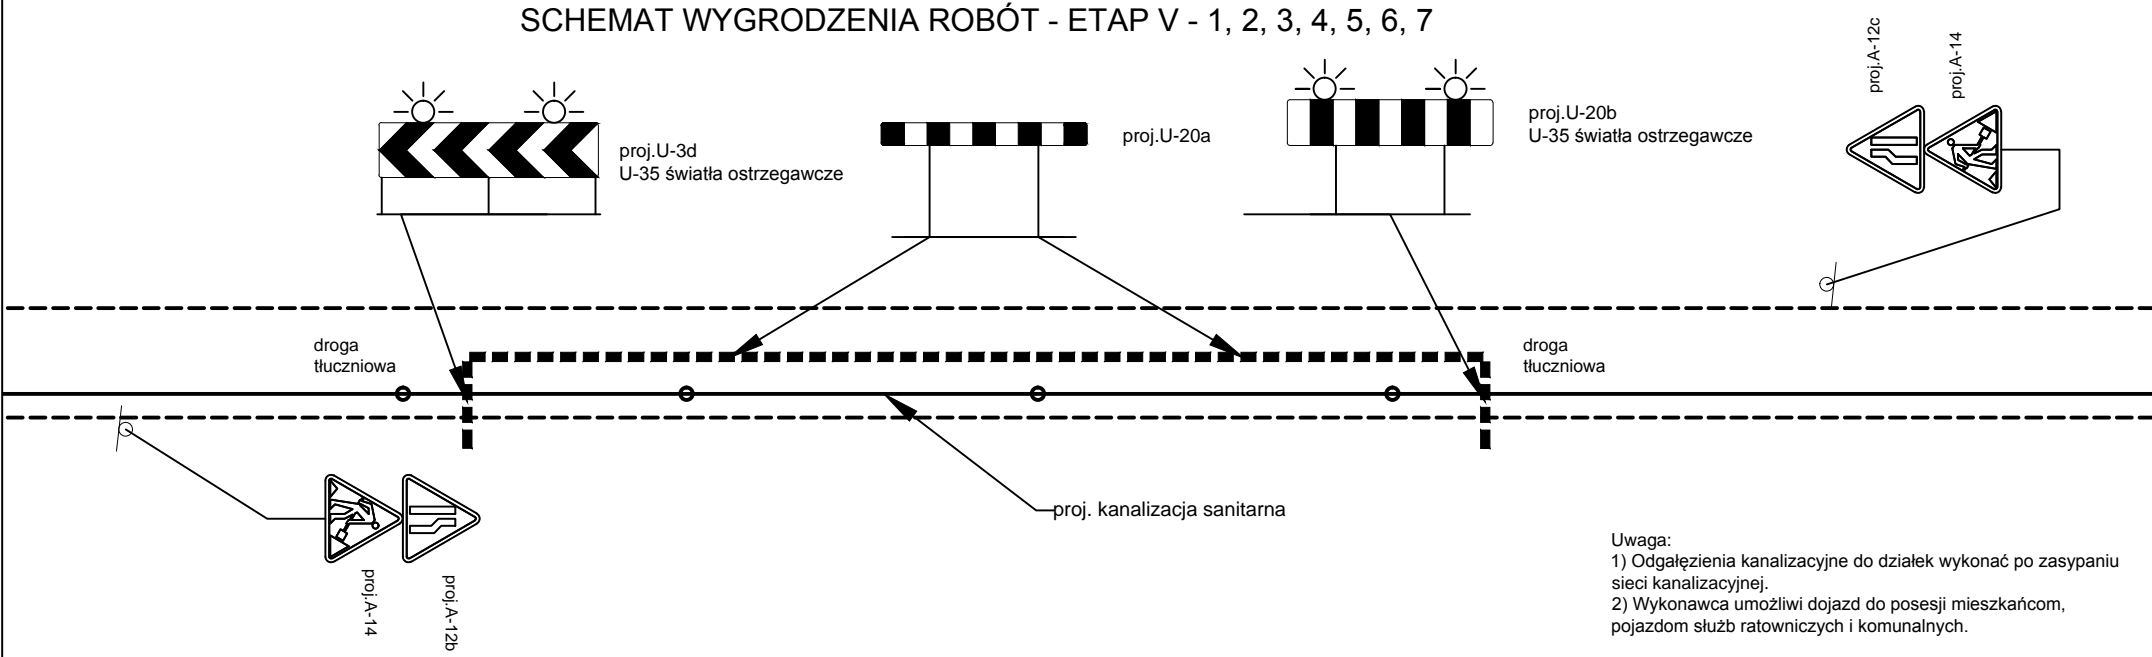 SCHEMAT WYGRODZENIA ROBÓT - ETAP V - 1, 2, 3, 4, 5, 6, 7
proj.U-3d
U-35 światła ostrzegawcze
proj.U-20a
proj.U-20b
U-35 światła ostrzegawcze
proj.A-12c
proj.A-14
droga
tłuczniowa
droga
tłuczniowa
proj. kanalizacja sanitarna
proj.A-14
proj.A-12b
Uwaga:
1) Odgałęzienia kanalizacyjne do działek wykonać po zasypaniu
sieci kanalizacyjnej.
2) Wykonawca umożliwi dojazd do posesji mieszkańcom,
pojazdom służb ratowniczych i komunalnych.